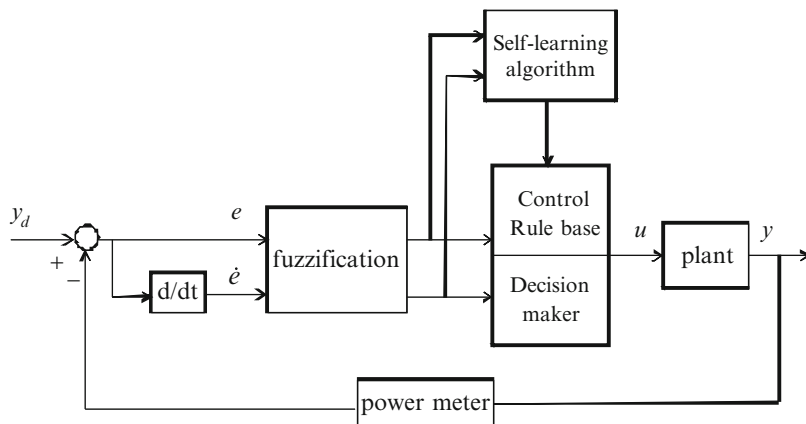 Self-learning
algorithm
y_d
e
+
−
d/dt
ė
fuzzification
Control
Rule base
Decision
maker
u
plant
y
power meter